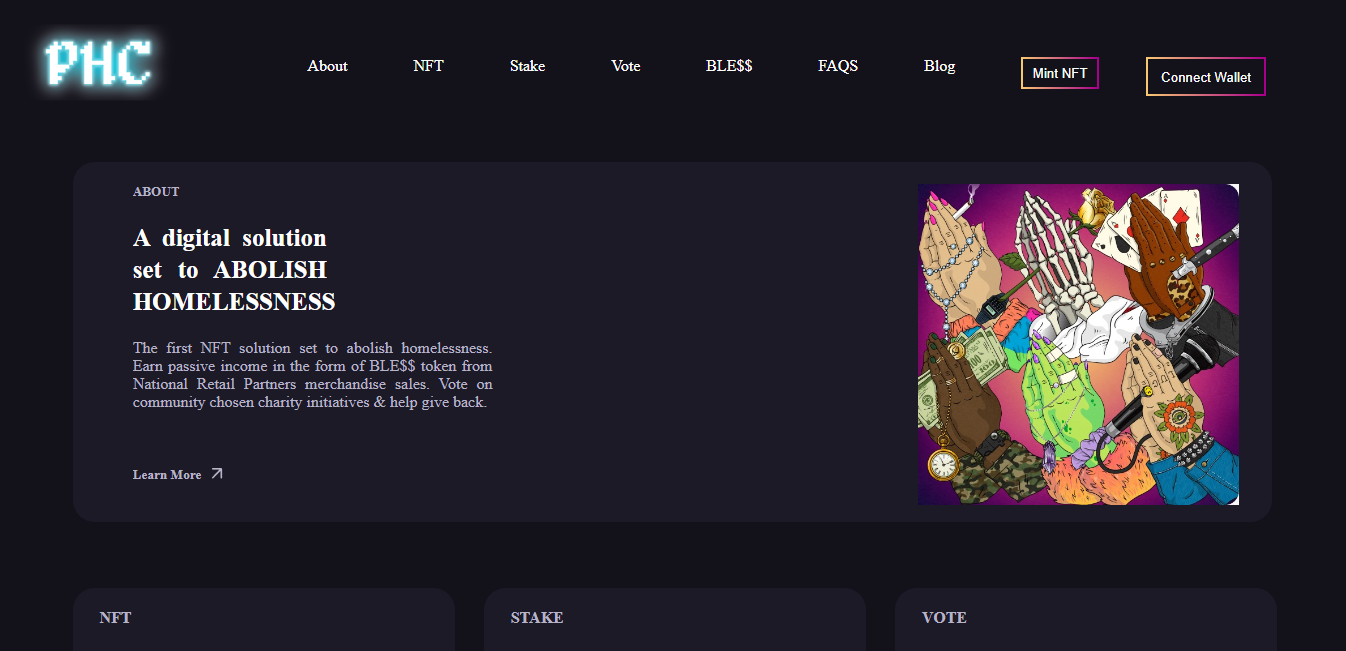 PHC
About
NFT
Stake
Vote
BLE$$
FAQS
Blog
Mint NFT
Connect Wallet
ABOUT
A digital solution
set to ABOLISH
HOMELESSNESS
The first NFT solution set to abolish homelessness.
Earn passive income in the form of BLE$$ token from
National Retail Partners merchandise sales. Vote on
community chosen charity initiatives & help give back.
Learn More
NFT
STAKE
VOTE